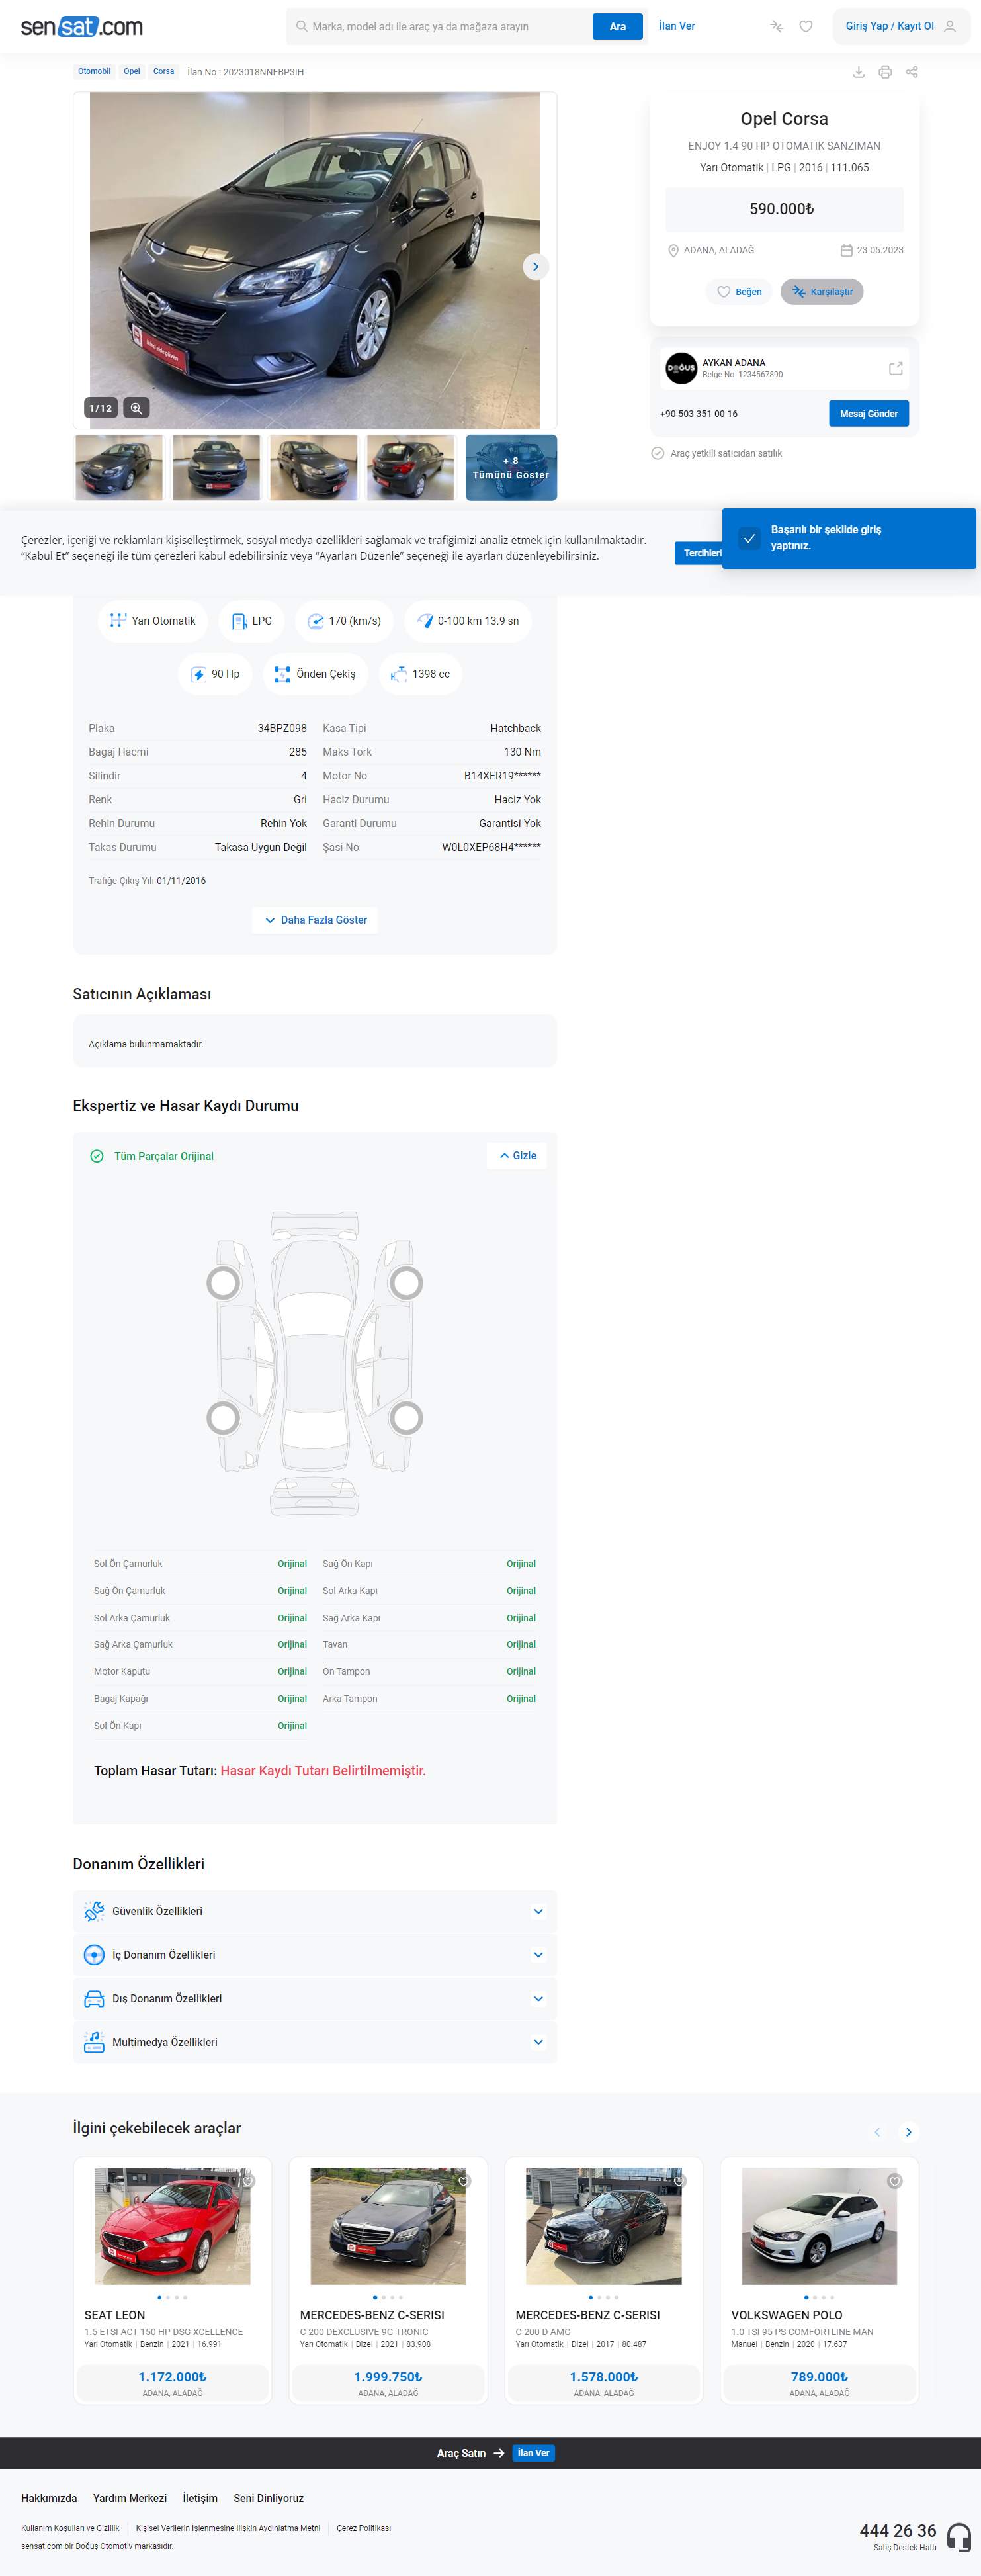 sensat.com
Marka, model adı ile araç ya da mağaza arayın
Ara
İlan Ver
Giriş Yap / Kayıt Ol
Otomobil
Opel
Corsa
İlan No : 2023018NNFBP3IH
Opel Corsa
ENJOY 1.4 90 HP OTOMATIK SANZIMAN
Yarı Otomatik | LPG | 2016 | 111.065
590.000₺
ADANA, ALADAĞ
23.05.2023
Beğen
Karşılaştır
İkinci elde güven
1/12
DOĞUŞ
AYKAN ADANA
Belge No: 1234567890
+90 503 351 00 16
Mesaj Gönder
Araç yetkili satıcıdan satılık
+ 8
Tümünü Göster
Çerezler, içeriği ve reklamları kişiselleştirmek, sosyal medya özellikleri sağlamak ve trafiğimizi analiz etmek için kullanılmaktadır.
“Kabul Et” seçeneği ile tüm çerezleri kabul edebilirsiniz veya “Ayarları Düzenle” seçeneği ile ayarları düzenleyebilirsiniz.
Tercihleri
Başarılı bir şekilde giriş
yaptınız.
Yarı Otomatik
LPG
170 (km/s)
0-100 km 13.9 sn
90 Hp
Önden Çekiş
1398 cc
Plaka 34BPZ098 Kasa Tipi Hatchback
Bagaj Hacmi 285 Maks Tork 130 Nm
Silindir 4 Motor No B14XER19******
Renk Gri Haciz Durumu Haciz Yok
Rehin Durumu Rehin Yok Garanti Durumu Garantisi Yok
Takas Durumu Takasa Uygun Değil Şasi No W0L0XEP68H4******
Trafiğe Çıkış Yılı 01/11/2016
Daha Fazla Göster
Satıcının Açıklaması
Açıklama bulunmamaktadır.
Ekspertiz ve Hasar Kaydı Durumu
Tüm Parçalar Orijinal
Gizle
Sol Ön Çamurluk Orijinal Sağ Ön Kapı Orijinal
Sağ Ön Çamurluk Orijinal Sol Arka Kapı Orijinal
Sol Arka Çamurluk Orijinal Sağ Arka Kapı Orijinal
Sağ Arka Çamurluk Orijinal Tavan Orijinal
Motor Kaputu Orijinal Ön Tampon Orijinal
Bagaj Kapağı Orijinal Arka Tampon Orijinal
Sol Ön Kapı Orijinal
Toplam Hasar Tutarı: Hasar Kaydı Tutarı Belirtilmemiştir.
Donanım Özellikleri
Güvenlik Özellikleri
İç Donanım Özellikleri
Dış Donanım Özellikleri
Multimedya Özellikleri
İlgini çekebilecek araçlar
SEAT LEON
1.5 ETSI ACT 150 HP DSG XCELLENCE
Yarı Otomatik | Benzin | 2021 | 16.991
1.172.000₺
ADANA, ALADAĞ
MERCEDES-BENZ C-SERISI
C 200 DEXCLUSIVE 9G-TRONIC
Yarı Otomatik | Dizel | 2021 | 83.908
1.999.750₺
ADANA, ALADAĞ
MERCEDES-BENZ C-SERISI
C 200 D AMG
Yarı Otomatik | Dizel | 2017 | 80.487
1.578.000₺
ADANA, ALADAĞ
VOLKSWAGEN POLO
1.0 TSI 95 PS COMFORTLINE MAN
Manuel | Benzin | 2020 | 17.637
789.000₺
ADANA, ALADAĞ
Araç Satın → İlan Ver
Hakkımızda Yardım Merkezi İletişim Seni Dinliyoruz
Kullanım Koşulları ve Gizlilik Kişisel Verilerin İşlenmesine İlişkin Aydınlatma Metni Çerez Politikası
sensat.com bir Doğuş Otomotiv markasıdır.
444 26 36
Satış Destek Hattı